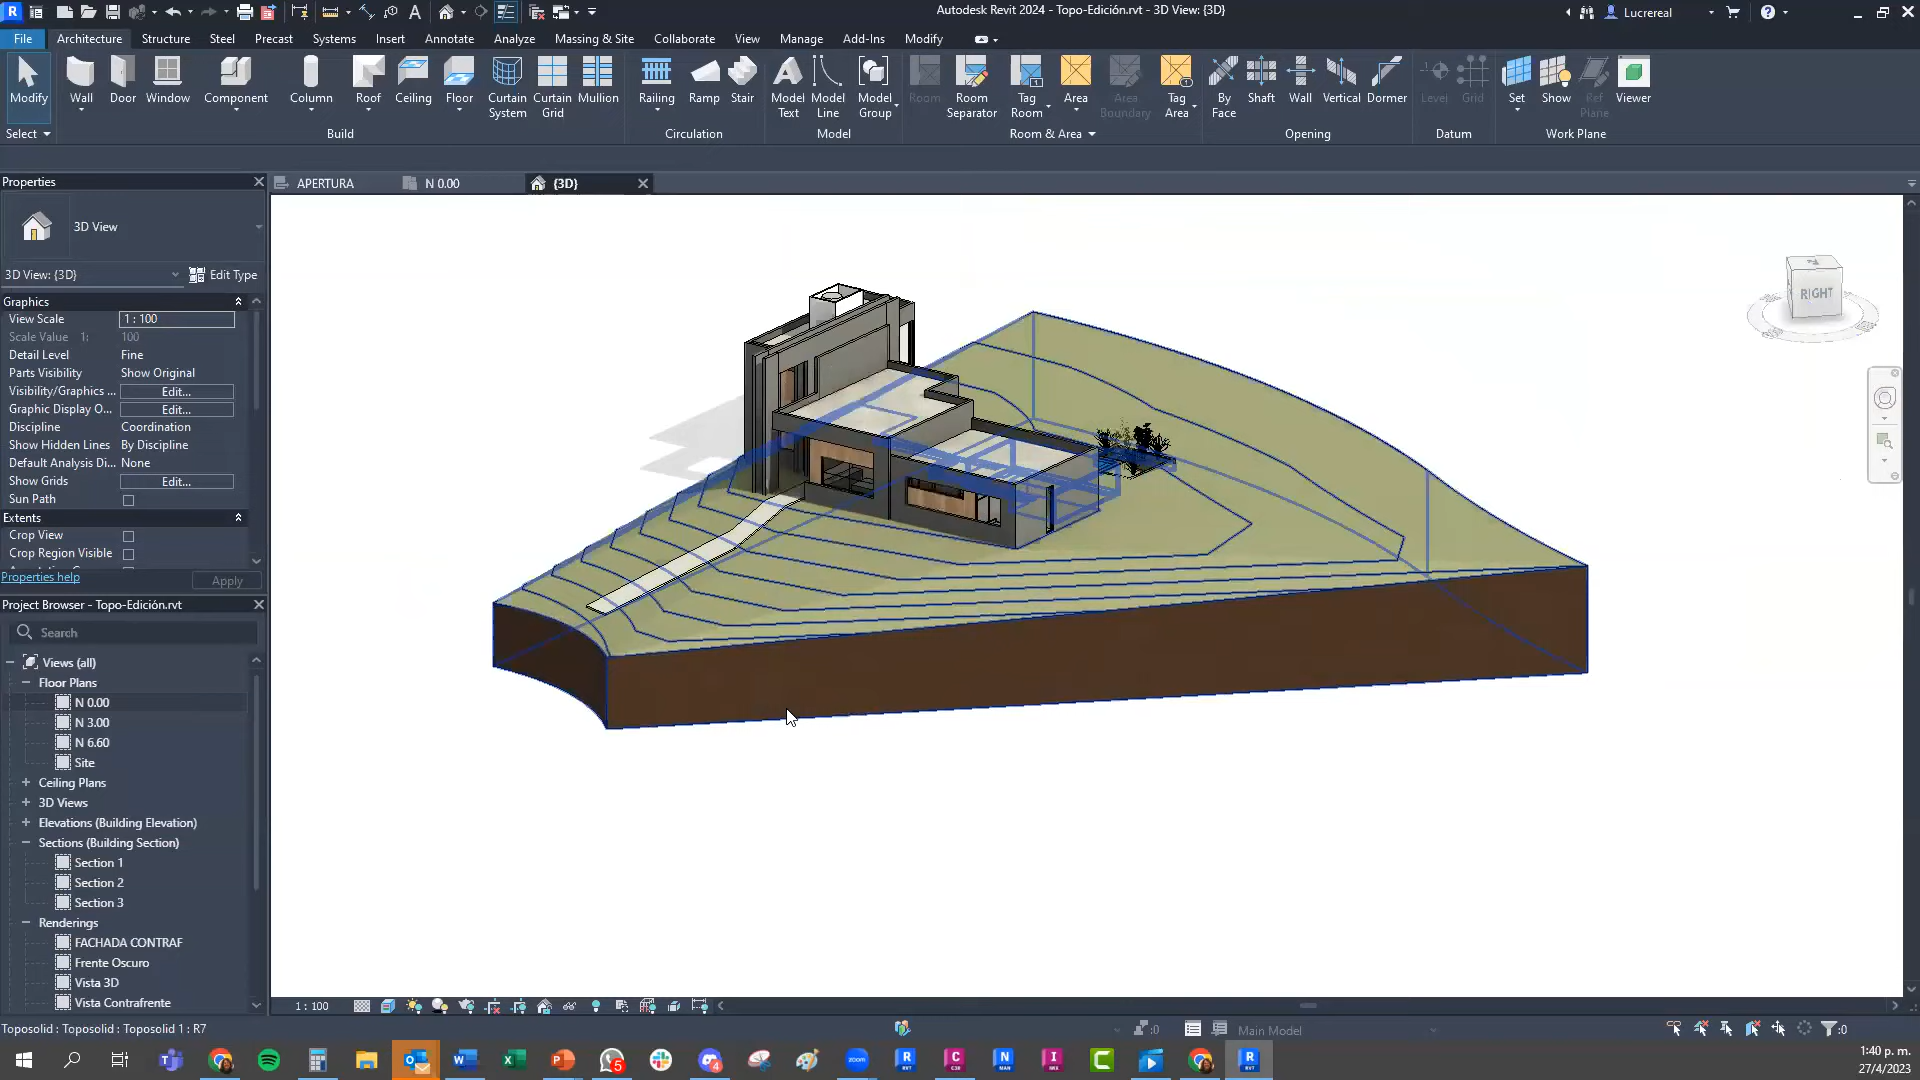 Autodesk Revit 2024 - Topo-Edición.rvt - 3D View: {3D}
Lucrereal
File Architecture Structure Steel Precast Systems Insert Annotate Analyze Massing & Site Collaborate View Manage Add-Ins Modify
Modify Wall Door Window Component Column Roof Ceiling Floor Curtain System Curtain Grid Mullion Railing Ramp Stair Model Text Model Line Model Group Room Room Separator Tag Room Area Area Boundary Tag Area By Face Shaft Wall Vertical Dormer Level Grid Set Show Ref Plane Viewer
Select Build Circulation Model Room & Area Opening Datum Work Plane
Properties
APERTURA N 0.00 {3D}
3D View
3D View: {3D} Edit Type
Graphics
View Scale 1 : 100
Scale Value 1: 100
Detail Level Fine
Parts Visibility Show Original
Visibility/Graphics ... Edit...
Graphic Display O... Edit...
Discipline Coordination
Show Hidden Lines By Discipline
Default Analysis Di... None
Show Grids Edit...
Sun Path
Extents
Crop View
Crop Region Visible
Properties help Apply
Project Browser - Topo-Edición.rvt
Search
Views (all)
Floor Plans
N 0.00
N 3.00
N 6.60
Site
Ceiling Plans
3D Views
Elevations (Building Elevation)
Sections (Building Section)
Section 1
Section 2
Section 3
Renderings
FACHADA CONTRAF
Frente Oscuro
Vista 3D
Vista Contrafrente
RIGHT
1 : 100
Toposolid : Toposolid : Toposolid 1 : R7
:0 Main Model :0
1:40 p. m.
27/4/2023